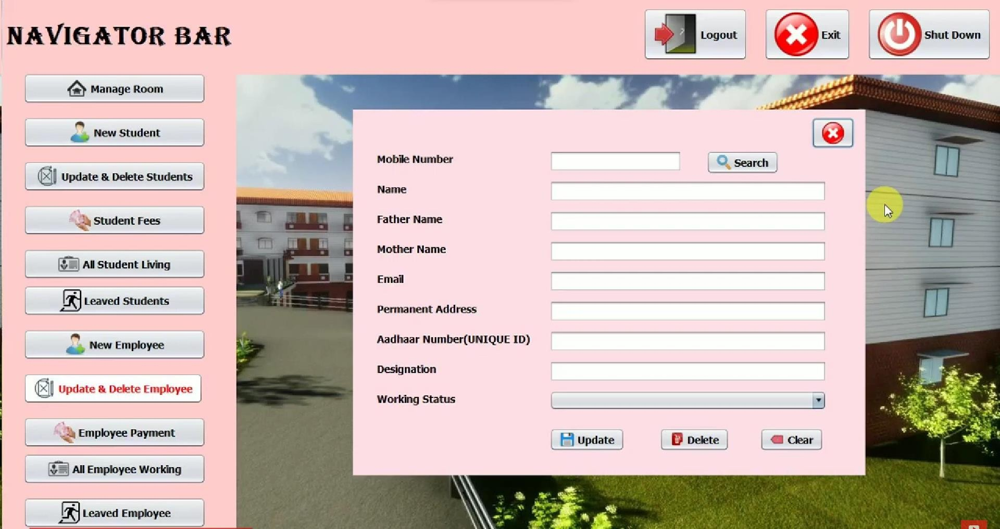 NAVIGATOR BAR
Logout
Exit
Shut Down
Manage Room
New Student
Update & Delete Students
Student Fees
All Student Living
Leaved Students
New Employee
Update & Delete Employee
Employee Payment
All Employee Working
Leaved Employee
Mobile Number
Search
Name
Father Name
Mother Name
Email
Permanent Address
Aadhaar Number(UNIQUE ID)
Designation
Working Status
Update
Delete
Clear